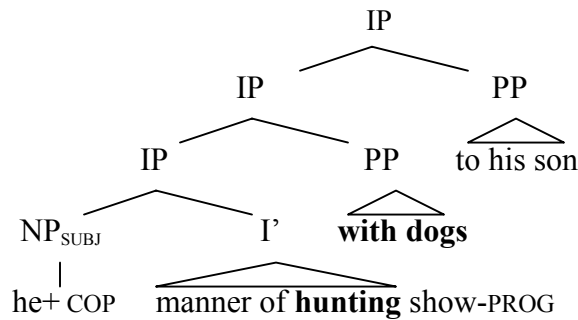 IP
IP PP
IP PP to his son
NPSUBJ I’ with dogs
he+ COP manner of hunting show-PROG